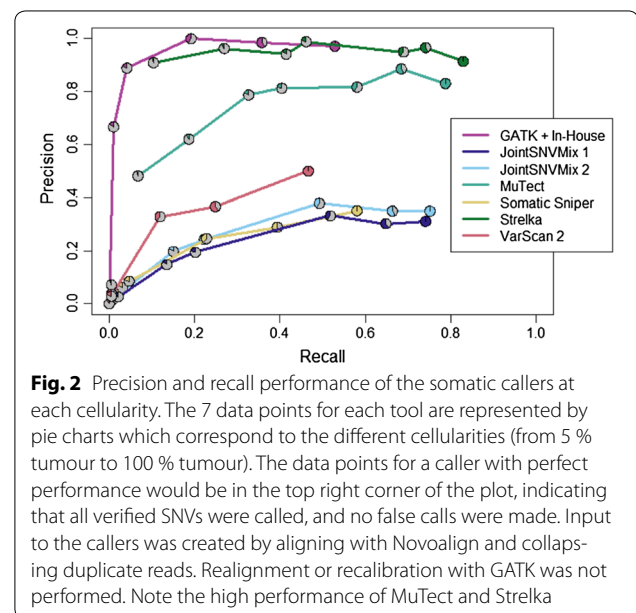 1.0
0.8
0.6
0.4
0.2
0.0
Precision
GATK + In-House
JointSNVMix 1
JointSNVMix 2
MuTect
Somatic Sniper
Strelka
VarScan 2
0.0 0.2 0.4 0.6 0.8 1.0
Recall
Fig. 2 Precision and recall performance of the somatic callers at
each cellularity. The 7 data points for each tool are represented by
pie charts which correspond to the different cellularities (from 5 %
tumour to 100 % tumour). The data points for a caller with perfect
performance would be in the top right corner of the plot, indicating
that all verified SNVs were called, and no false calls were made. Input
to the callers was created by aligning with Novoalign and collaps-
ing duplicate reads. Realignment or recalibration with GATK was not
performed. Note the high performance of MuTect and Strelka